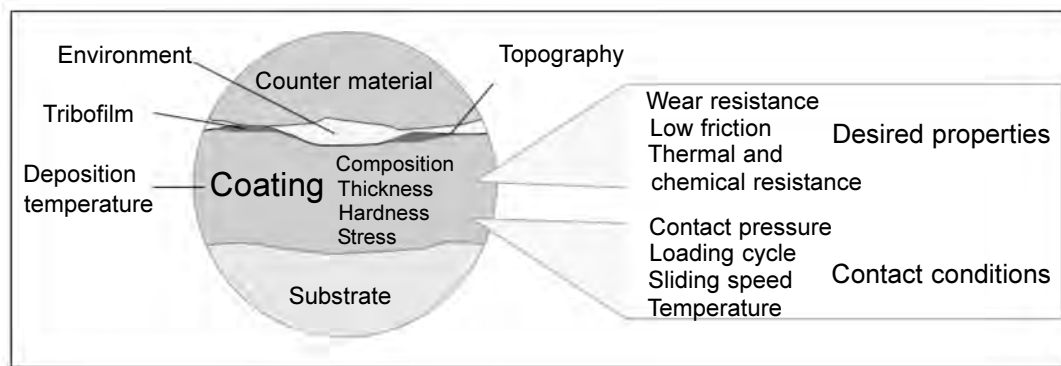 Environment
Topography
Counter material
Tribofilm
Deposition
temperature
Coating
Composition
Thickness
Hardness
Stress
Substrate
Wear resistance
Low friction
Thermal and
chemical resistance
Desired properties
Contact pressure
Loading cycle
Sliding speed
Temperature
Contact conditions